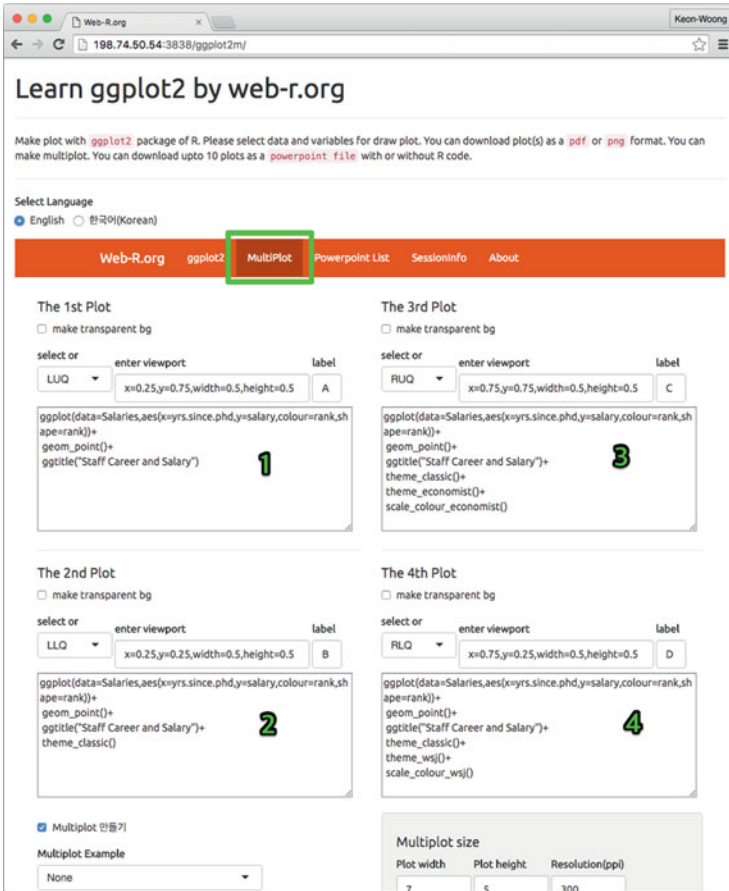 Web-R.org
Keon-Woong
198.74.50.54:3838/ggplot2m/
Learn ggplot2 by web-r.org
Make plot with ggplot2 package of R. Please select data and variables for draw plot. You can download plot(s) as a pdf or png format. You can
make multiplot. You can download upto 10 plots as a powerpoint file with or without R code.
Select Language
English 한국어(Korean)
Web-R.org ggplot2 MultiPlot Powerpoint List SessionInfo About
The 1st Plot
make transparent bg
select or enter viewport label
LUQ x=0.25,y=0.75,width=0.5,height=0.5 A
ggplot(data=Salaries,aes(x=yrs.since.phd,y=salary,colour=rank,sh
ape=rank))+
geom_point()+
ggtitle("Staff Career and Salary")
1
The 3rd Plot
make transparent bg
select or enter viewport label
RUQ x=0.75,y=0.75,width=0.5,height=0.5 C
ggplot(data=Salaries,aes(x=yrs.since.phd,y=salary,colour=rank,sh
ape=rank))+
geom_point()+
ggtitle("Staff Career and Salary")+
theme_classic()+
theme_economist()+
scale_colour_economist()
3
The 2nd Plot
make transparent bg
select or enter viewport label
LLQ x=0.25,y=0.25,width=0.5,height=0.5 B
ggplot(data=Salaries,aes(x=yrs.since.phd,y=salary,colour=rank,sh
ape=rank))+
geom_point()+
ggtitle("Staff Career and Salary")+
theme_classic()
2
The 4th Plot
make transparent bg
select or enter viewport label
RLQ x=0.75,y=0.25,width=0.5,height=0.5 D
ggplot(data=Salaries,aes(x=yrs.since.phd,y=salary,colour=rank,sh
ape=rank))+
geom_point()+
ggtitle("Staff Career and Salary")+
theme_classic()+
theme_wsj()+
scale_colour_wsj()
4
Multiplot 만들기
Multiplot Example
None
Multiplot size
Plot width Plot height Resolution(ppi)
7 5 300